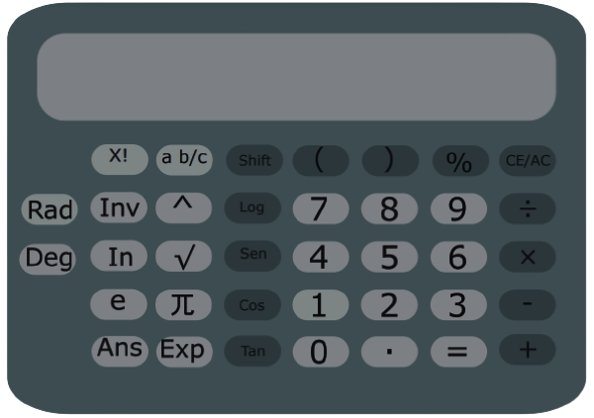 X! a b/c Shift ( ) % CE/AC
Rad Inv ^ Log 7 8 9 ÷
Deg In √ Sen 4 5 6 ×
e π Cos 1 2 3 -
Ans Exp Tan 0 . = +